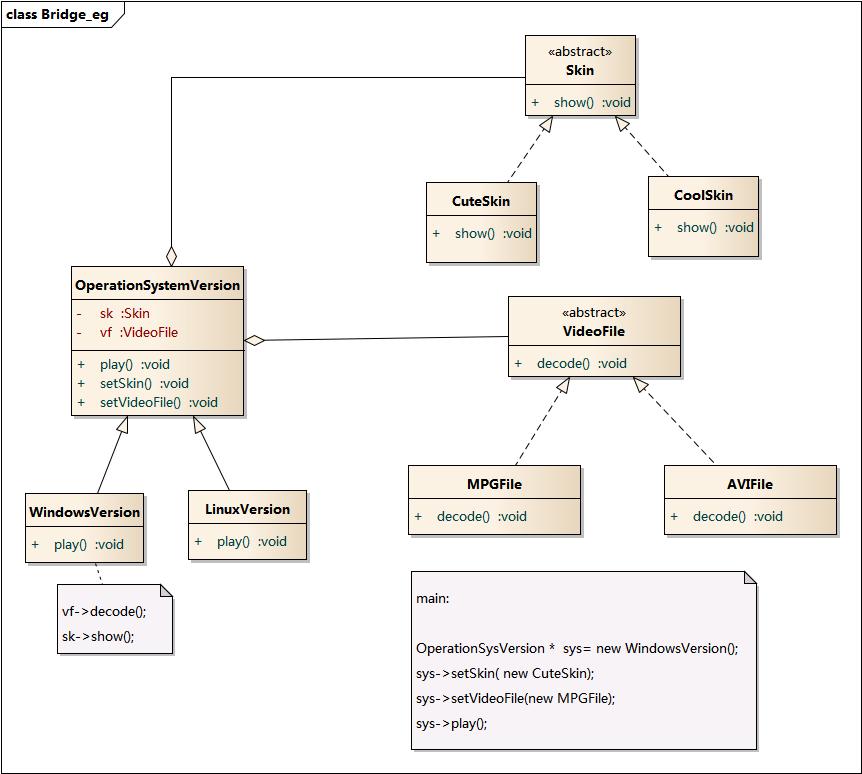 class Bridge_eg
«abstract»
Skin
+ show() :void
CuteSkin
+ show() :void
CoolSkin
+ show() :void
OperationSystemVersion
- sk :Skin
- vf :VideoFile
+ play() :void
+ setSkin() :void
+ setVideoFile() :void
«abstract»
VideoFile
+ decode() :void
MPGFile
+ decode() :void
AVIFile
+ decode() :void
WindowsVersion
+ play() :void
LinuxVersion
+ play() :void
vf->decode();
sk->show();
main:
OperationSysVersion * sys= new WindowsVersion();
sys->setSkin( new CuteSkin);
sys->setVideoFile(new MPGFile);
sys->play();